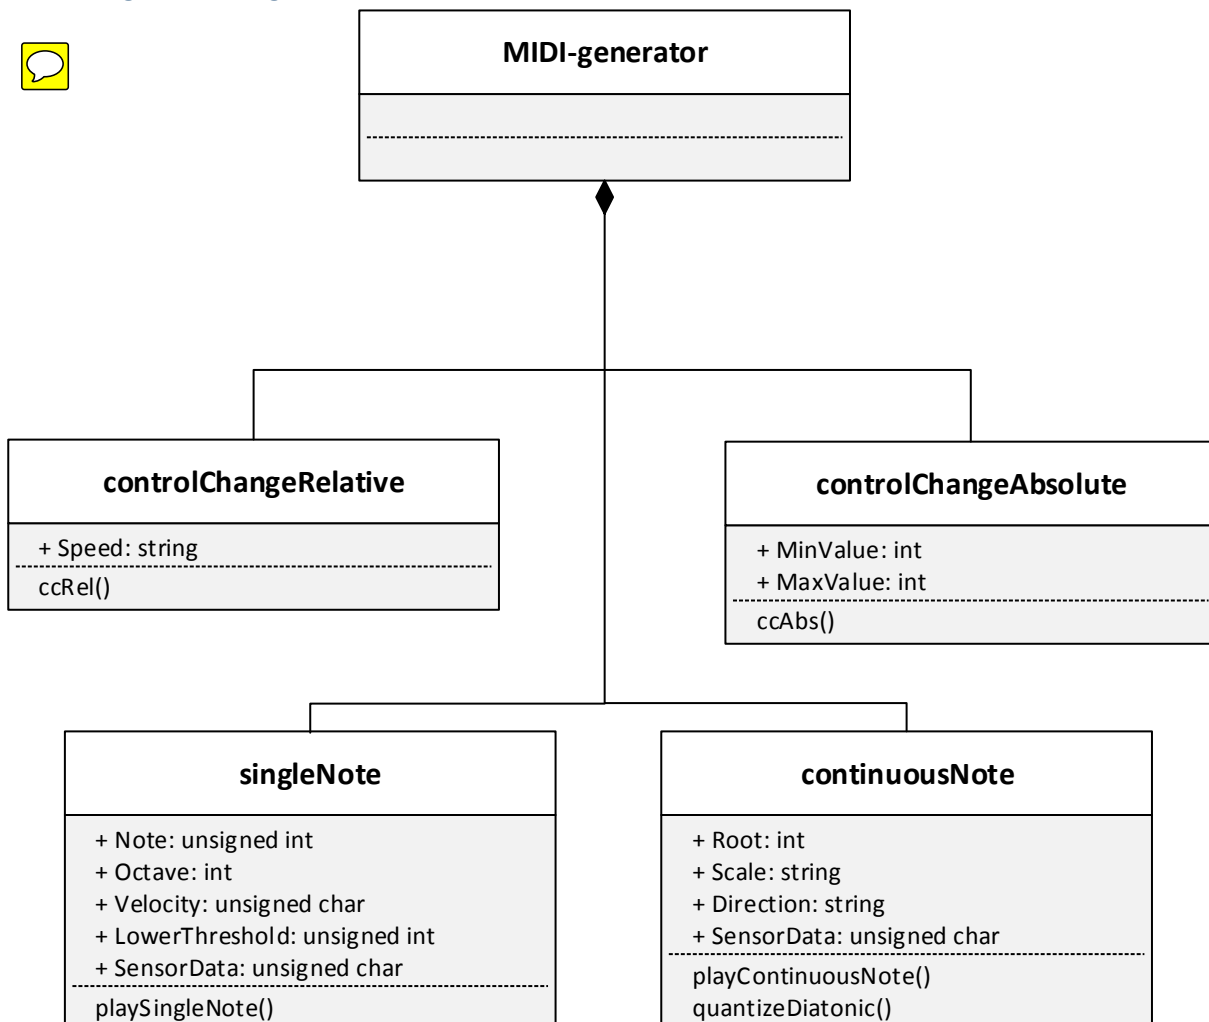 MIDI-generator
controlChangeRelative
+ Speed: string
ccRel()
controlChangeAbsolute
+ MinValue: int
+ MaxValue: int
ccAbs()
singleNote
+ Note: unsigned int
+ Octave: int
+ Velocity: unsigned char
+ LowerThreshold: unsigned int
+ SensorData: unsigned char
playSingleNote()
continuousNote
+ Root: int
+ Scale: string
+ Direction: string
+ SensorData: unsigned char
playContinuousNote()
quantizeDiatonic()